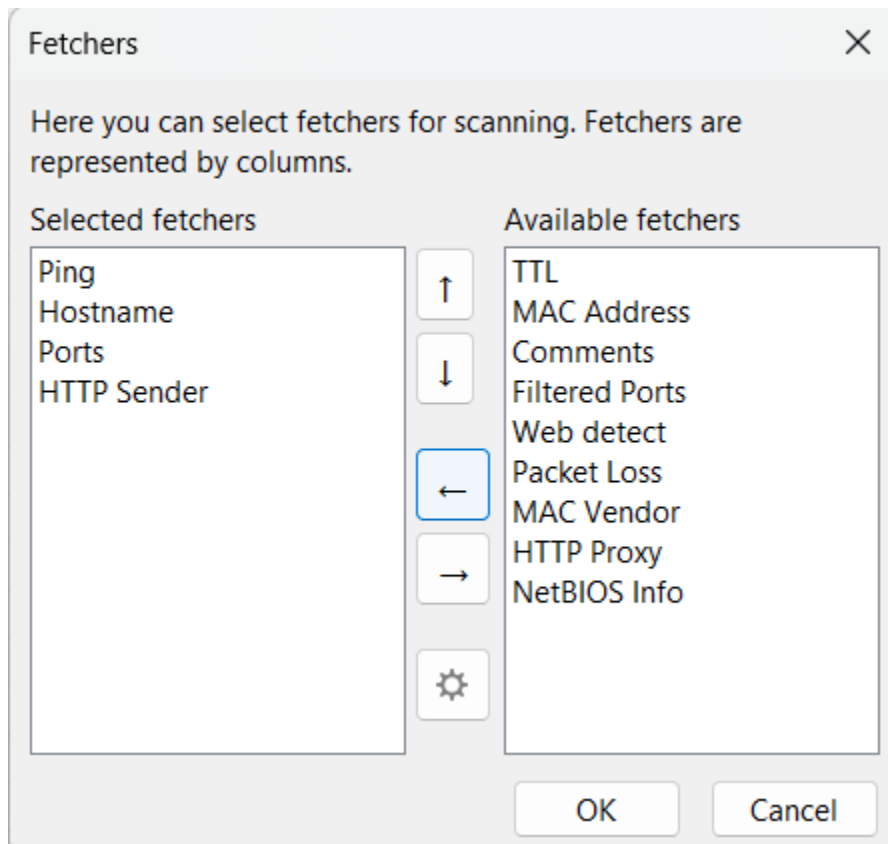 Fetchers
Here you can select fetchers for scanning. Fetchers are
represented by columns.
Selected fetchers
Ping
Hostname
Ports
HTTP Sender
↑
↓
←
→
Available fetchers
TTL
MAC Address
Comments
Filtered Ports
Web detect
Packet Loss
MAC Vendor
HTTP Proxy
NetBIOS Info
OK
Cancel